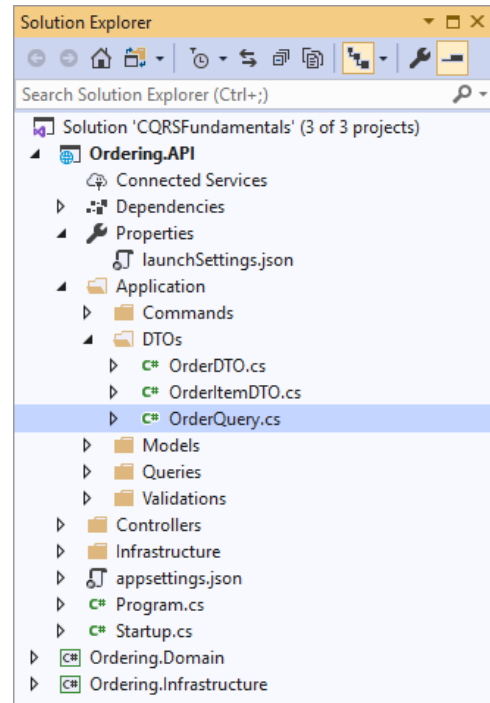 Solution Explorer
Search Solution Explorer (Ctrl+;)
Solution 'CQRSFundamentals' (3 of 3 projects)
Ordering.API
Connected Services
Dependencies
Properties
launchSettings.json
Application
Commands
DTOs
C# OrderDTO.cs
C# OrderItemDTO.cs
C# OrderQuery.cs
Models
Queries
Validations
Controllers
Infrastructure
appsettings.json
C# Program.cs
C# Startup.cs
C# Ordering.Domain
C# Ordering.Infrastructure